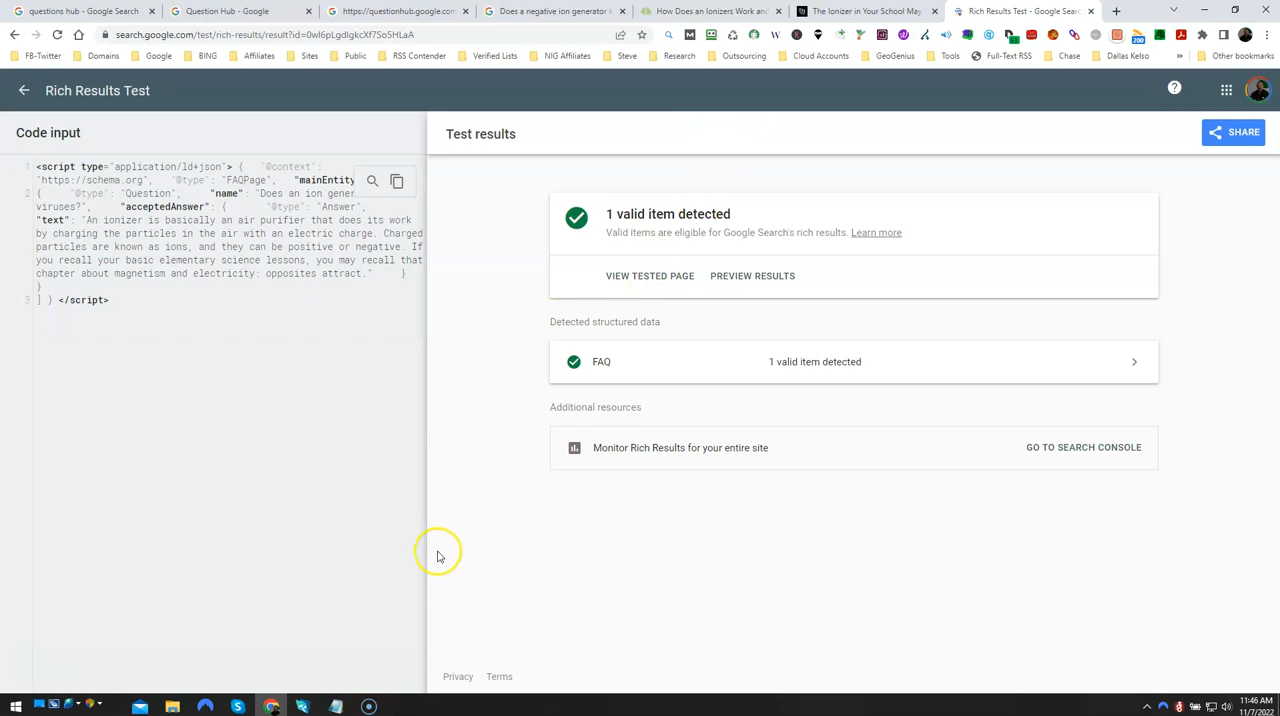 questions hub - Google Search
Question Hub - Google
https://questionhub.google.com
Does a negative ion generator k
How Does an Ionizers Work and
The Ionizer in Your School May
Rich Results Test - Google Searc
search.google.com/test/rich-results/result?id=0wl6pLgdlgkcXf7So5HLaA
FB-Twitter
Domains
Google
BING
Affiliates
Sites
Public
RSS Contender
Verified Lists
NIG Affiliates
Steve
Research
Outsourcing
Cloud Accounts
GeoGenius
Tools
Full-Text RSS
Chase
Dallas Kelso
Other bookmarks
Rich Results Test
Code input
Test results
SHARE
1 <script type="application/ld+json"> { "@context":
"https://schema.org", "@type": "FAQPage", "mainEntity
2 { "@type": "Question", "name": "Does an ion gener
viruses?", "acceptedAnswer": { "@type": "Answer",
"text": "An ionizer is basically an air purifier that does its work
by charging the particles in the air with an electric charge. Charged
particles are known as ions, and they can be positive or negative. If
you recall your basic elementary science lessons, you may recall that
chapter about magnetism and electricity: opposites attract." }
}
3 ] } </script>
1 valid item detected
Valid items are eligible for Google Search's rich results. Learn more
VIEW TESTED PAGE
PREVIEW RESULTS
Detected structured data
FAQ
1 valid item detected
Additional resources
Monitor Rich Results for your entire site
GO TO SEARCH CONSOLE
Privacy
Terms
11:46 AM
11/7/2022